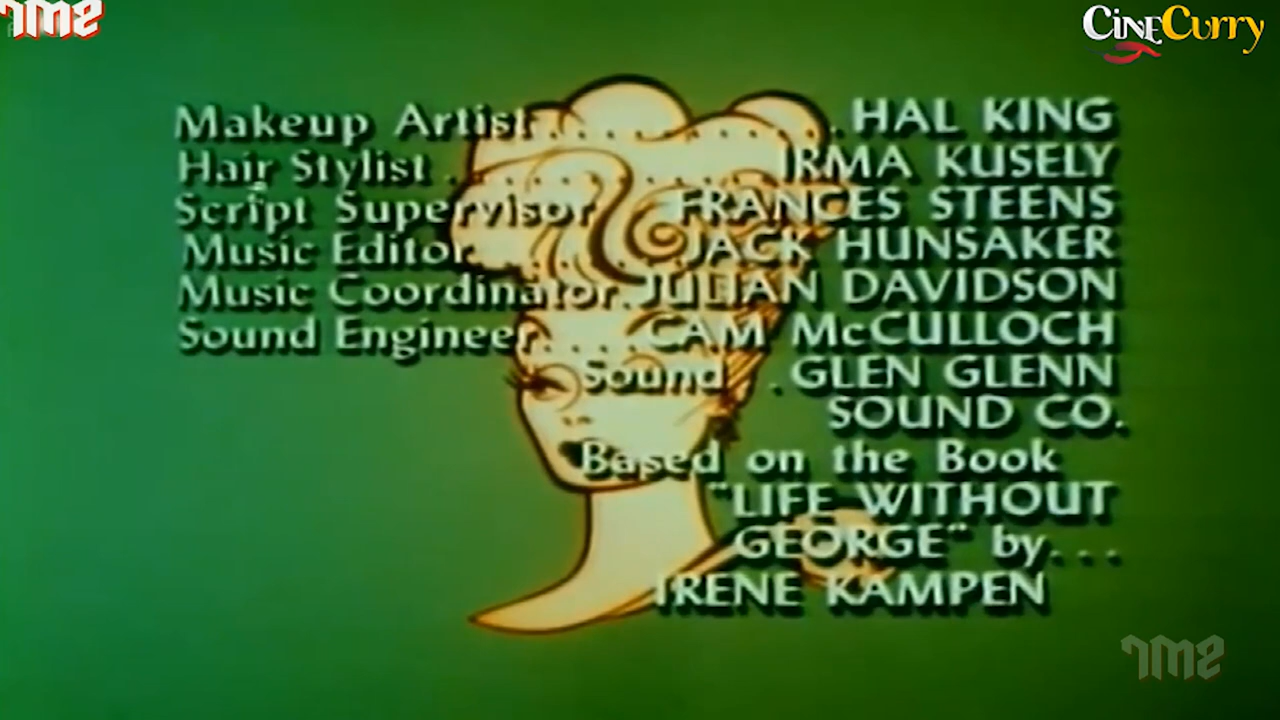 CINECURRY
Makeup Artist. . . . . . . . . . . . HAL KING
Hair Stylist . . . . . . . . . . . IRMA KUSELY
Script Supervisor FRANCES STEENS
Music Editor. . . . . . . JACK HUNSAKER
Music Coordinator. JULIAN DAVIDSON
Sound Engineer. . . . CAM McCULLOCH
Sound . GLEN GLENN
SOUND CO.
Based on the Book
"LIFE WITHOUT
GEORGE" by. . .
IRENE KAMPEN